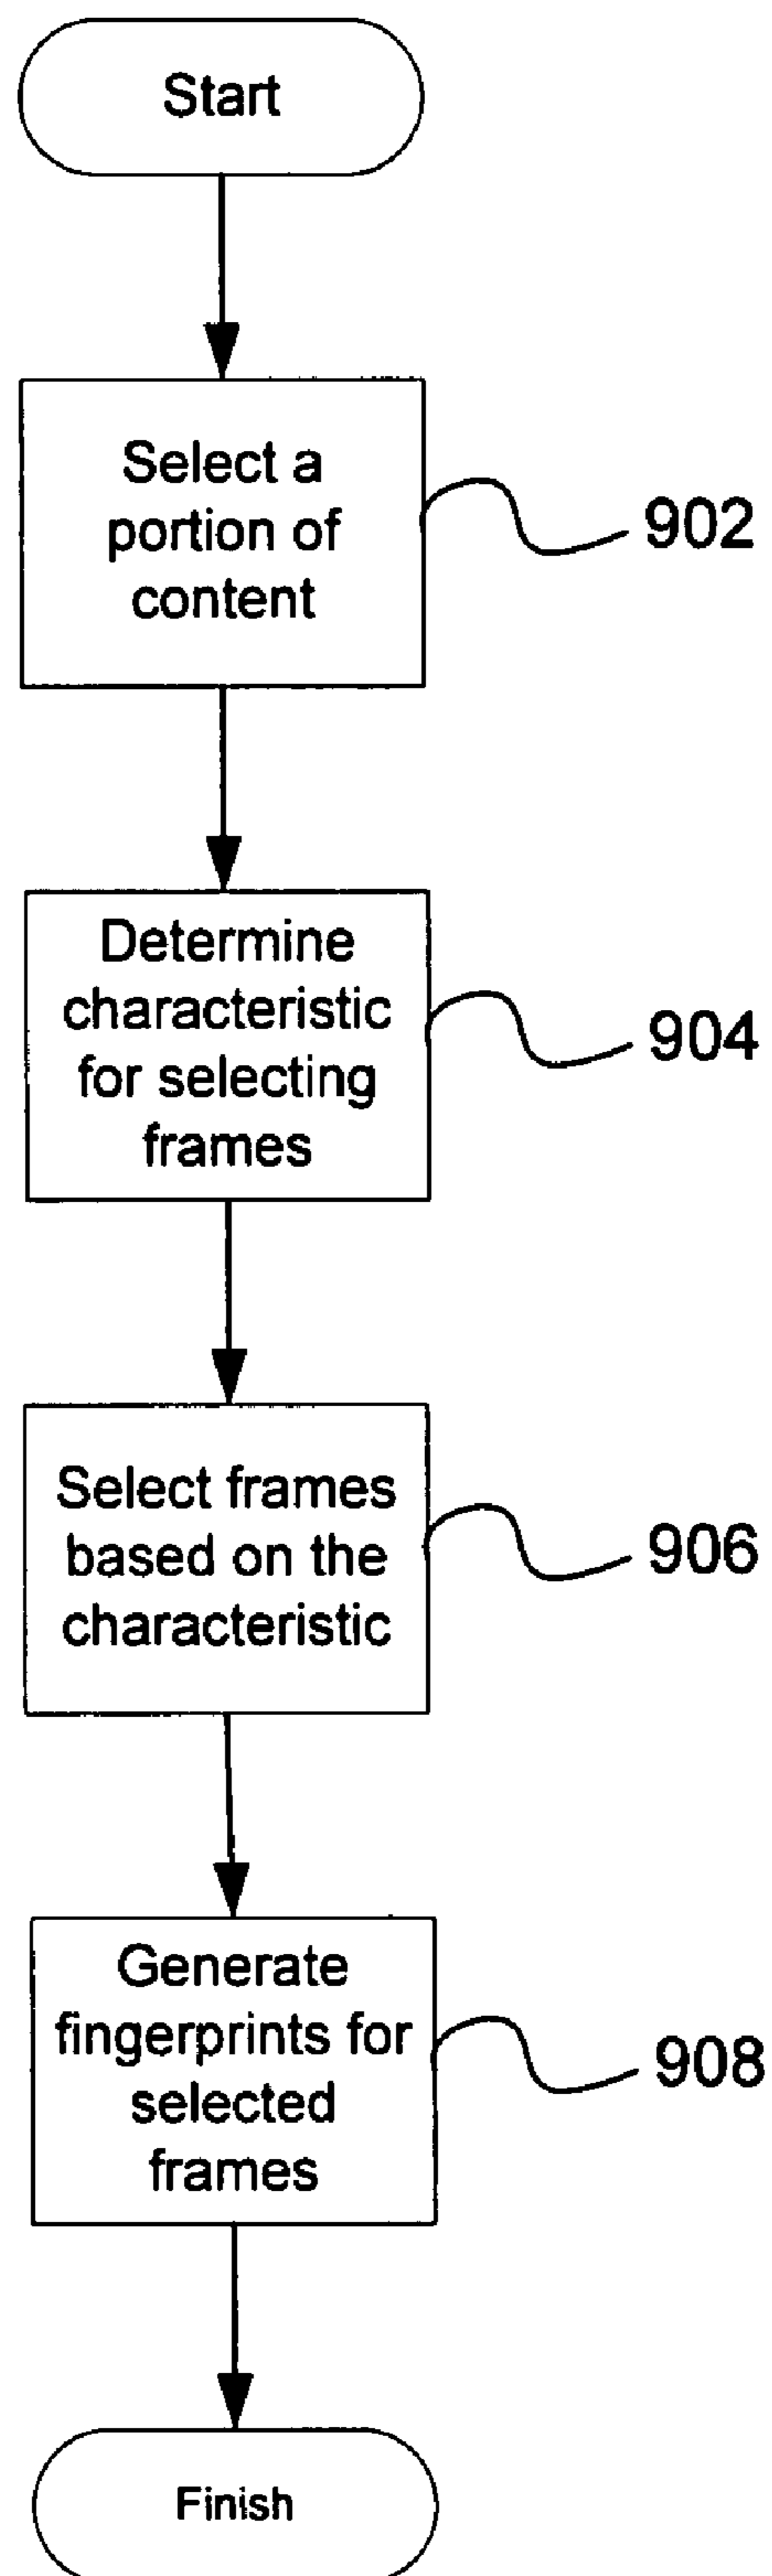 Start
Select a
portion of
content
902
Determine
characteristic
for selecting
frames
904
Select frames
based on the
characteristic
906
Generate
fingerprints for
selected
frames
908
Finish